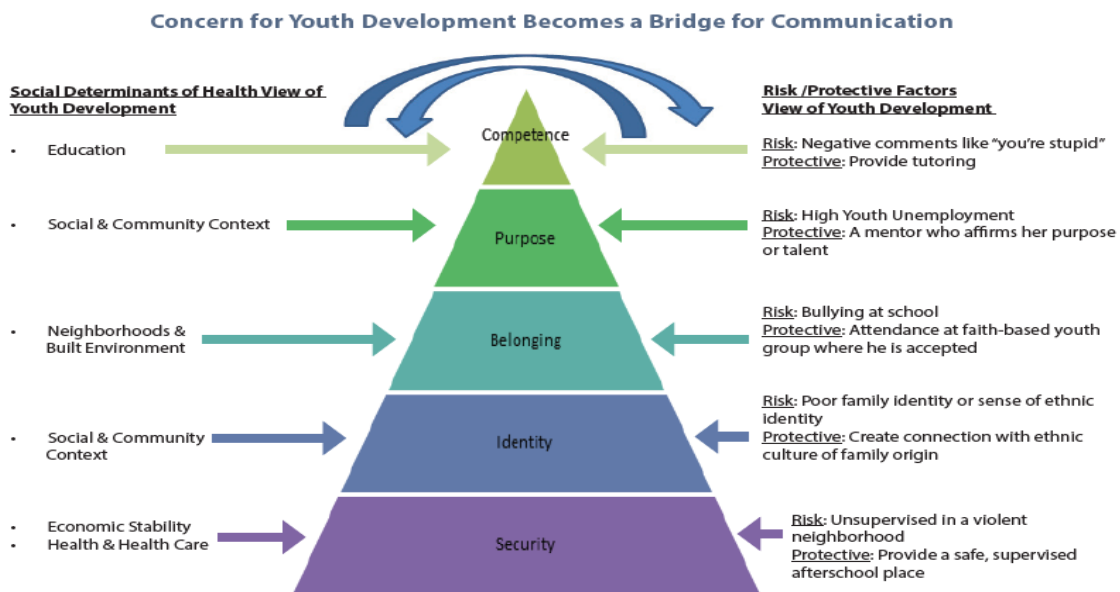 Concern for Youth Development Becomes a Bridge for Communication
Social Determinants of Health View of
Youth Development
• Education
• Social & Community Context
• Neighborhoods &
Built Environment
• Social & Community
Context
• Economic Stability
• Health & Health Care
Competence
Purpose
Belonging
Identity
Security
Risk /Protective Factors
View of Youth Development
Risk: Negative comments like “you’re stupid”
Protective: Provide tutoring
Risk: High Youth Unemployment
Protective: A mentor who affirms her purpose
or talent
Risk: Bullying at school
Protective: Attendance at faith-based youth
group where he is accepted
Risk: Poor family identity or sense of ethnic
identity
Protective: Create connection with ethnic
culture of family origin
Risk: Unsupervised in a violent
neighborhood
Protective: Provide a safe, supervised
afterschool place